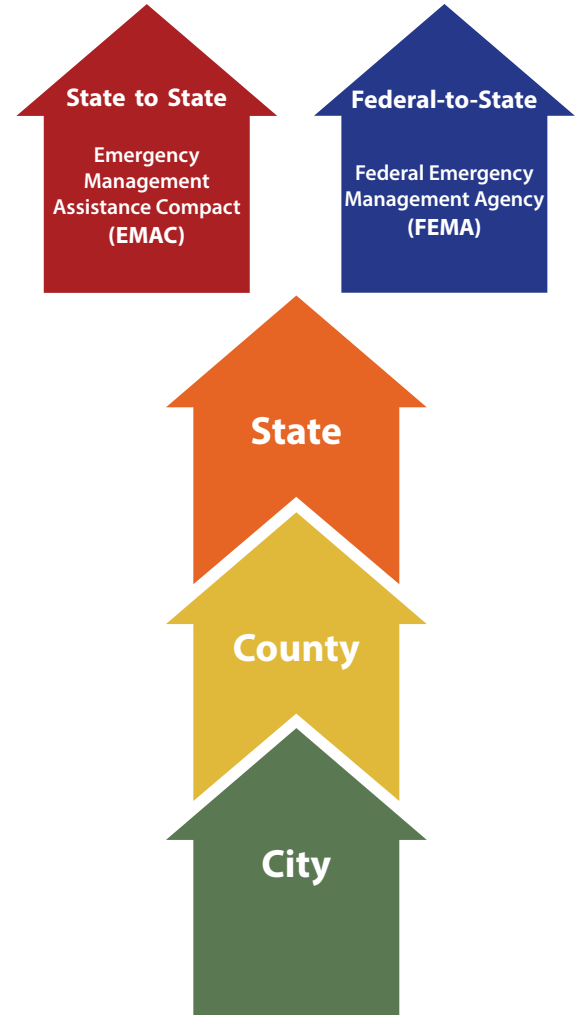 State to State
Emergency
Management
Assistance Compact
(EMAC)
Federal-to-State
Federal Emergency
Management Agency
(FEMA)
State
County
City